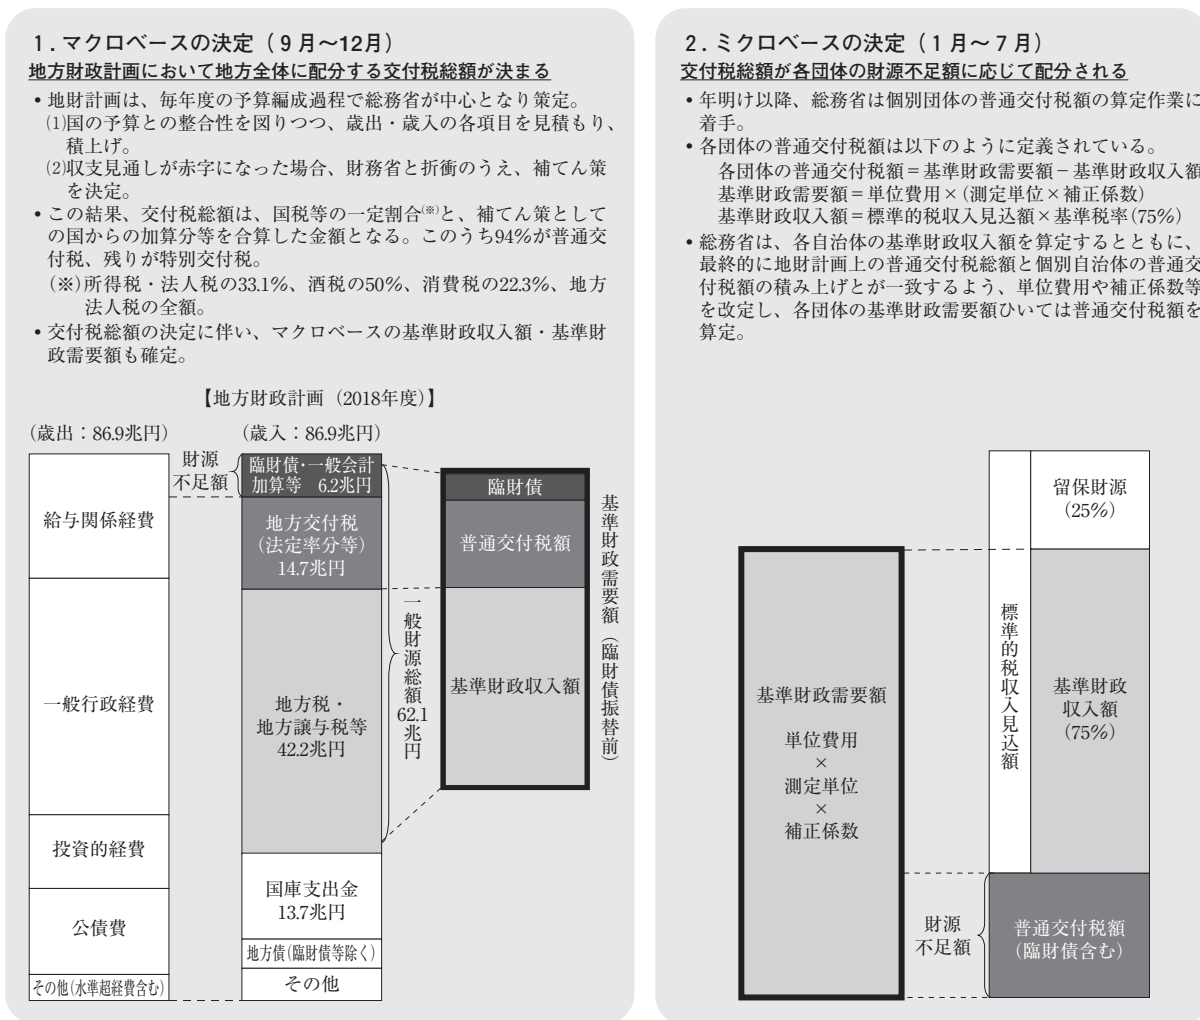 1．マクロベースの決定（9月～12月）
地方財政計画において地方全体に配分する交付税総額が決まる
• 地財計画は、毎年度の予算編成過程で総務省が中心となり策定。
⑴国の予算との整合性を図りつつ、歳出・歳入の各項目を見積もり、
積上げ。
⑵収支見通しが赤字になった場合、財務省と折衝のうえ、補てん策
を決定。
• この結果、交付税総額は、国税等の一定割合(※)と、補てん策として
の国からの加算分等を合算した金額となる。このうち94％が普通交
付税、残りが特別交付税。
（※）所得税・法人税の33.1％、酒税の50％、消費税の22.3％、地方
法人税の全額。
• 交付税総額の決定に伴い、マクロベースの基準財政収入額・基準財
政需要額も確定。
【地方財政計画（2018年度）】
（歳出：86.9兆円）
（歳入：86.9兆円）
給与関係経費
一般行政経費
投資的経費
公債費
その他（水準超経費含む）
財源
不足額
臨財債・一般会計
加算等 6.2兆円
地方交付税
（法定率分等）
14.7兆円
地方税・
地方譲与税等
42.2兆円
国庫支出金
13.7兆円
地方債（臨財債等除く）
その他
一般財源総額62.1兆円
臨財債
普通交付税額
基準財政収入額
基準財政需要額（臨財債振替前）
2．ミクロベースの決定（1月～7月）
交付税総額が各団体の財源不足額に応じて配分される
• 年明け以降、総務省は個別団体の普通交付税額の算定作業に
着手。
• 各団体の普通交付税額は以下のように定義されている。
各団体の普通交付税額＝基準財政需要額－基準財政収入額
基準財政需要額＝単位費用×（測定単位×補正係数）
基準財政収入額＝標準的税収入見込額×基準税率（75％）
• 総務省は、各自治体の基準財政収入額を算定するとともに、
最終的に地財計画上の普通交付税総額と個別自治体の普通交
付税額の積み上げとが一致するよう、単位費用や補正係数等
を改定し、各団体の基準財政需要額ひいては普通交付税額を
算定。
基準財政需要額
単位費用
×
測定単位
×
補正係数
標準的税収入見込額
留保財源
（25％）
基準財政
収入額
（75％）
財源
不足額
普通交付税額
（臨財債含む）